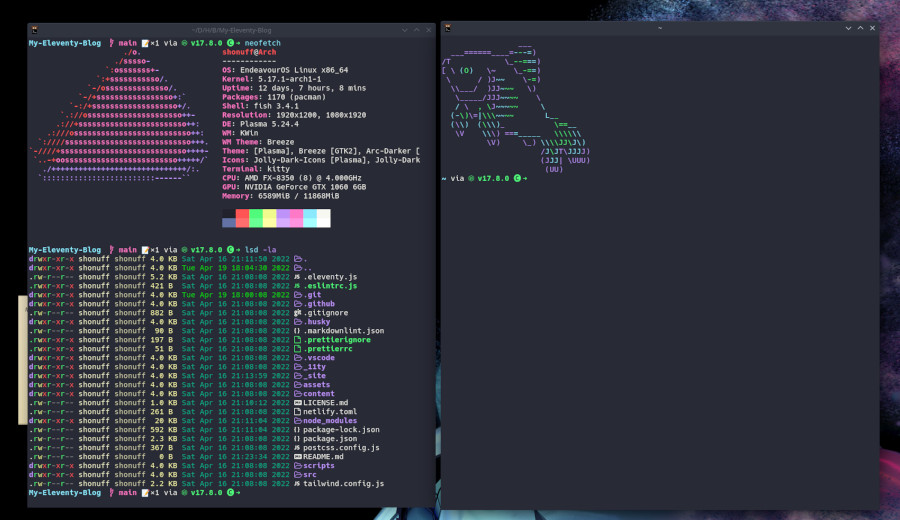 ~/D/H/B/My-Eleventy-Blog
My-Eleventy-Blog main ×1 via v17.8.0 → neofetch
./o.
./sssso-
`:osssssss+-
`:+sssssssssso/.
`-/ossssssssssssso/.
`-/+sssssssssssssssso+:`
`-:/+sssssssssssssssssso+/.
`.://osssssssssssssssssssso++-
.://+ssssssssssssssssssssssso++:
.:///ossssssssssssssssssssssssso++:
`:////ssssssssssssssssssssssssssso+++.
`-////+ssssssssssssssssssssssssssso++++-
`..-+oosssssssssssssssssssssssso+++++/`
./++++++++++++++++++++++++++++++/:.
`:::::::::::::::::::::::::------``
shonuff@Arch
------------
OS: EndeavourOS Linux x86_64
Kernel: 5.17.1-arch1-1
Uptime: 12 days, 7 hours, 8 mins
Packages: 1170 (pacman)
Shell: fish 3.4.1
Resolution: 1920x1200, 1080x1920
DE: Plasma 5.24.4
WM: KWin
WM Theme: Breeze
Theme: [Plasma], Breeze [GTK2], Arc-Darker [
Icons: Jolly-Dark-Icons [Plasma], Jolly-Dark
Terminal: kitty
CPU: AMD FX-8350 (8) @ 4.000GHz
GPU: NVIDIA GeForce GTX 1060 6GB
Memory: 6589MiB / 11868MiB
My-Eleventy-Blog main ×1 via v17.8.0 → lsd -la
drwxr-xr-x shonuff shonuff 4.0 KB Sat Apr 16 21:11:50 2022 .
drwxr-xr-x shonuff shonuff 4.0 KB Tue Apr 19 18:04:30 2022 ..
.rw-r--r-- shonuff shonuff 5.2 KB Sat Apr 16 21:08:08 2022 .eleventy.js
.rw-r--r-- shonuff shonuff 421 B Sat Apr 16 21:08:08 2022 .eslintrc.js
drwxr-xr-x shonuff shonuff 4.0 KB Tue Apr 19 18:00:08 2022 .git
drwxr-xr-x shonuff shonuff 4.0 KB Sat Apr 16 21:08:08 2022 .github
.rw-r--r-- shonuff shonuff 882 B Sat Apr 16 21:08:08 2022 .gitignore
drwxr-xr-x shonuff shonuff 4.0 KB Sat Apr 16 21:08:08 2022 .husky
.rw-r--r-- shonuff shonuff 90 B Sat Apr 16 21:08:08 2022 .markdownlint.json
.rw-r--r-- shonuff shonuff 197 B Sat Apr 16 21:08:08 2022 .prettierignore
.rw-r--r-- shonuff shonuff 51 B Sat Apr 16 21:08:08 2022 .prettierrc
drwxr-xr-x shonuff shonuff 4.0 KB Sat Apr 16 21:08:08 2022 .vscode
drwxr-xr-x shonuff shonuff 4.0 KB Sat Apr 16 21:08:08 2022 _11ty
drwxr-xr-x shonuff shonuff 4.0 KB Sat Apr 16 21:13:59 2022 _site
drwxr-xr-x shonuff shonuff 4.0 KB Sat Apr 16 21:08:08 2022 assets
drwxr-xr-x shonuff shonuff 4.0 KB Sat Apr 16 21:08:08 2022 content
.rw-r--r-- shonuff shonuff 1.0 KB Sat Apr 16 21:10:12 2022 LICENSE.md
.rw-r--r-- shonuff shonuff 261 B Sat Apr 16 21:08:08 2022 netlify.toml
drwxr-xr-x shonuff shonuff 20 KB Sat Apr 16 21:11:04 2022 node_modules
.rw-r--r-- shonuff shonuff 592 KB Sat Apr 16 21:11:04 2022 package-lock.json
.rw-r--r-- shonuff shonuff 2.3 KB Sat Apr 16 21:08:08 2022 package.json
.rw-r--r-- shonuff shonuff 367 B Sat Apr 16 21:08:08 2022 postcss.config.js
.rw-r--r-- shonuff shonuff 0 B Sat Apr 16 21:23:34 2022 README.md
drwxr-xr-x shonuff shonuff 4.0 KB Sat Apr 16 21:08:08 2022 scripts
drwxr-xr-x shonuff shonuff 4.0 KB Sat Apr 16 21:08:08 2022 src
.rw-r--r-- shonuff shonuff 2.2 KB Sat Apr 16 21:08:08 2022 tailwind.config.js
My-Eleventy-Blog main ×1 via v17.8.0 →
~
~ via v17.8.0 →